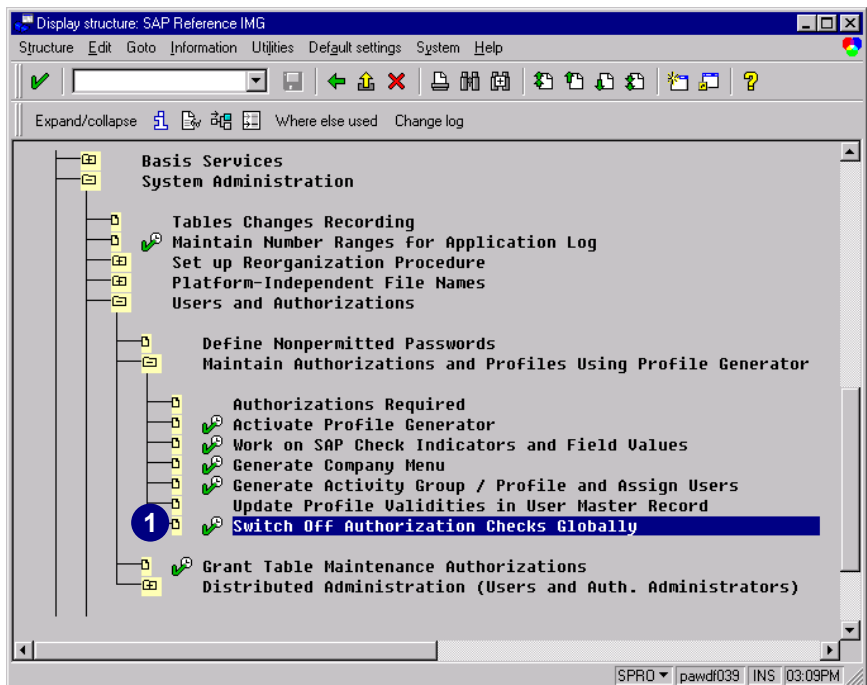 Display structure: SAP Reference IMG
Structure Edit Goto Information Utilities Default settings System Help
Expand/collapse Where else used Change log
Basis Services
System Administration
Tables Changes Recording
Maintain Number Ranges for Application Log
Set up Reorganization Procedure
Platform-Independent File Names
Users and Authorizations
Define Nonpermitted Passwords
Maintain Authorizations and Profiles Using Profile Generator
Authorizations Required
Activate Profile Generator
Work on SAP Check Indicators and Field Values
Generate Company Menu
Generate Activity Group / Profile and Assign Users
Update Profile Validities in User Master Record
1 Switch Off Authorization Checks Globally
Grant Table Maintenance Authorizations
Distributed Administration (Users and Auth. Administrators)
SPRO pawdf039 INS 03:09PM